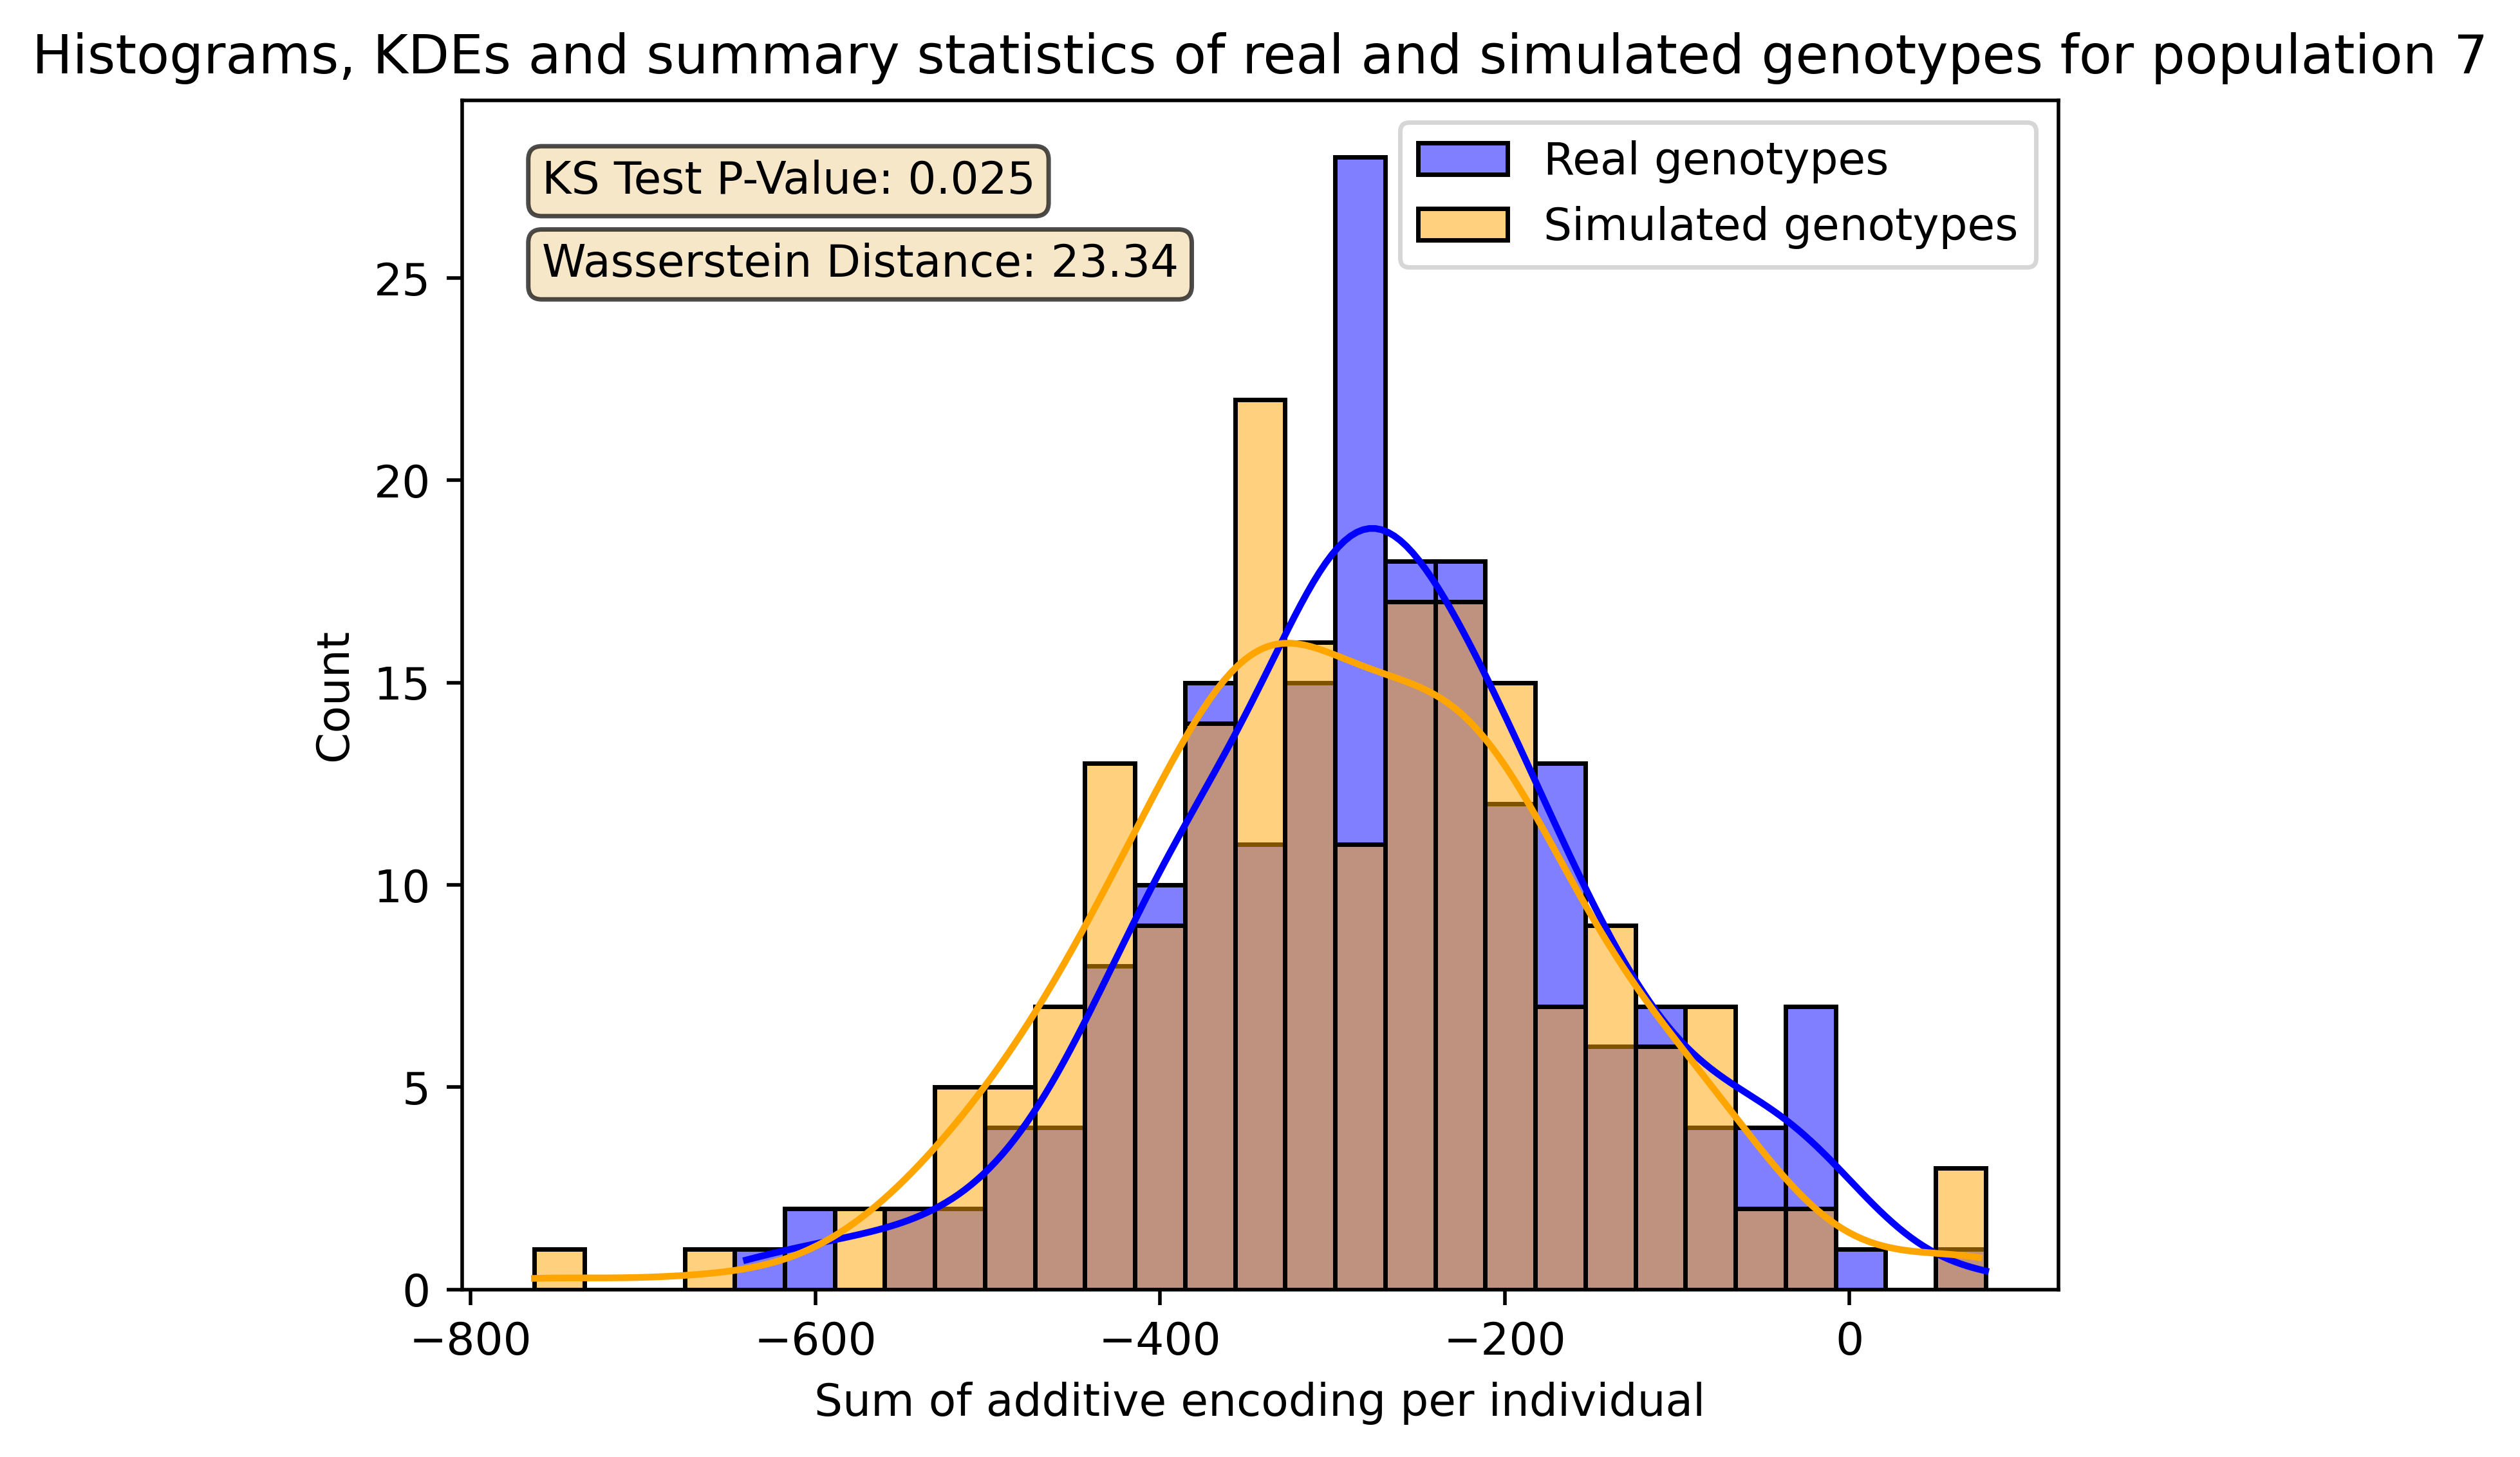 Histograms, KDEs and summary statistics of real and simulated genotypes for population 7
KS Test P-Value: 0.025
Wasserstein Distance: 23.34
Real genotypes
Simulated genotypes
Count
25
20
15
10
5
0
−800
−600
−400
−200
0
Sum of additive encoding per individual